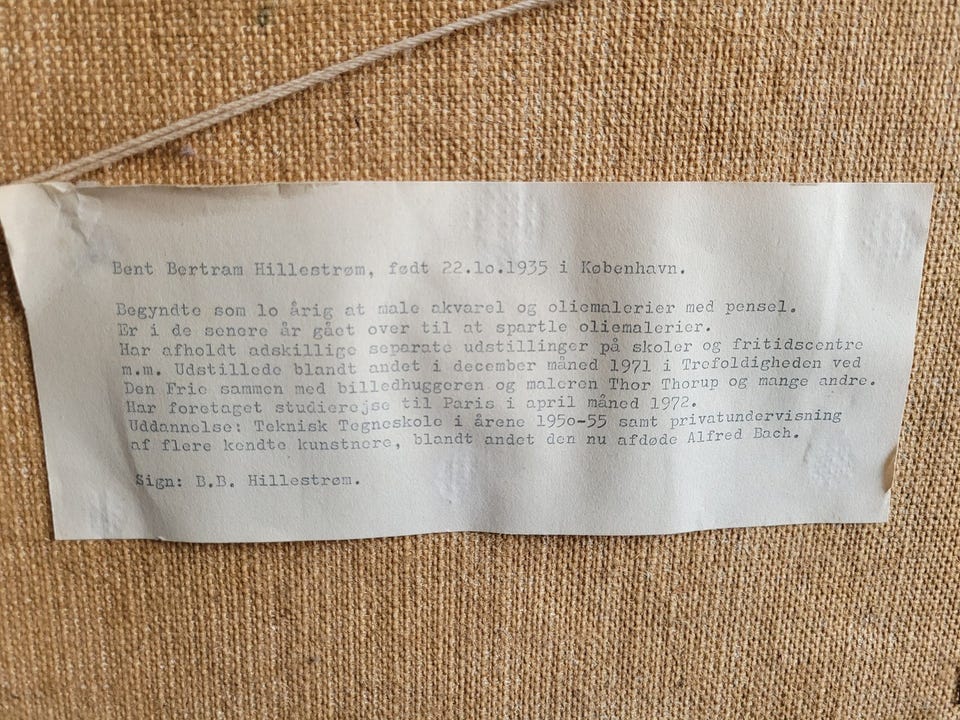 Bent Bertram Hillestrøm, født 22.lo.1935 i København.
Begyndte som lo årig at male akvarel og oliemalerier med pensel.
Er i de senere år gået over til at spartle oliemalerier.
Har afholdt adskillige separate udstillinger på skoler og fritidscentre
m.m. Udstillede blandt andet i december måned 1971 i Trefoldigheden ved
Den Frie sammen med billedhuggeren og maleren Thor Thorup og mange andre.
Har foretaget studierejse til Paris i april måned 1972.
Uddannelse: Teknisk Tegneskole i årene 195o-55 samt privatundervisning
af flere kendte kunstnere, blandt andet den nu afdøde Alfred Bach.
Sign: B.B. Hillestrøm.